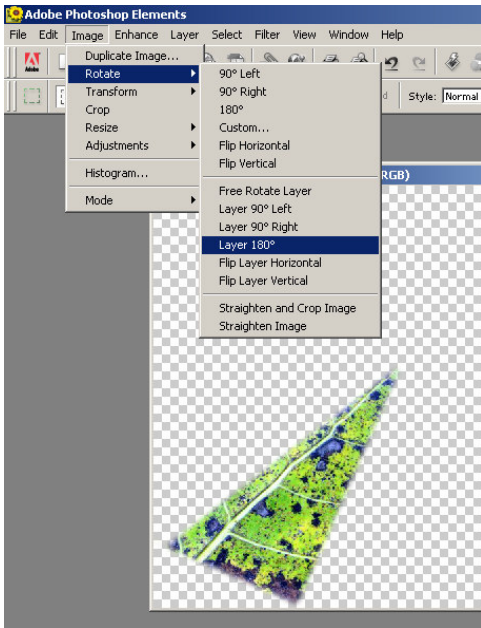 Adobe Photoshop Elements
File Edit Image Enhance Layer Select Filter View Window Help
Adobe
Style: Normal
Duplicate Image...
Rotate
Transform
Crop
Resize
Adjustments
Histogram...
Mode
90° Left
90° Right
180°
Custom...
Flip Horizontal
Flip Vertical
Free Rotate Layer
Layer 90° Left
Layer 90° Right
Layer 180°
Flip Layer Horizontal
Flip Layer Vertical
Straighten and Crop Image
Straighten Image
RGB)